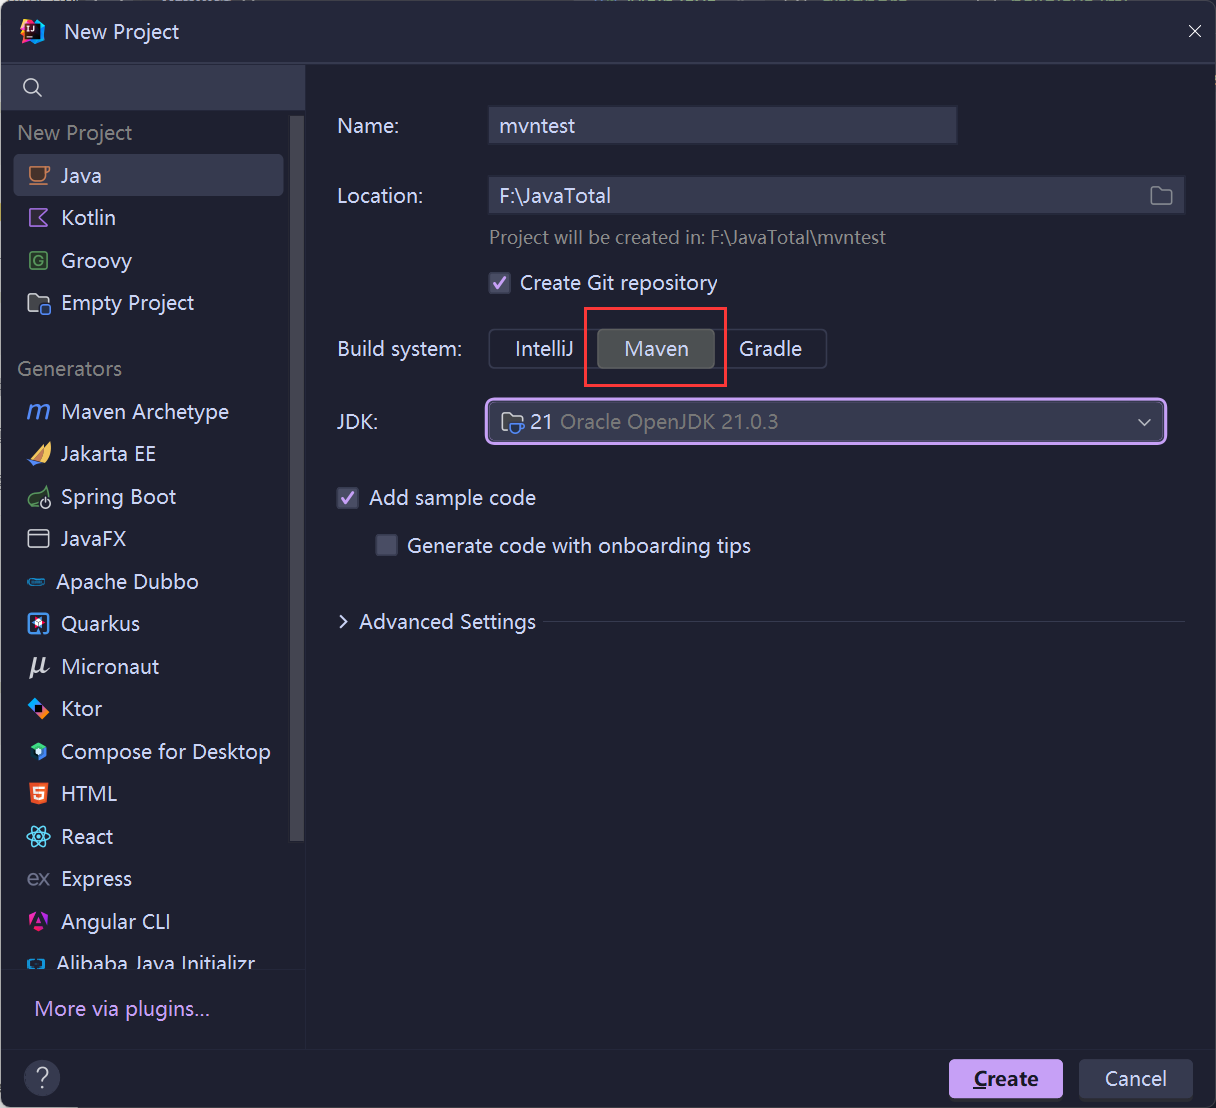 New Project
New Project
Java
Kotlin
Groovy
Empty Project
Generators
Maven Archetype
Jakarta EE
Spring Boot
JavaFX
Apache Dubbo
Quarkus
Micronaut
Ktor
Compose for Desktop
HTML
React
Express
Angular CLI
Alibaba Java Initializr
More via plugins...
Name: mvntest
Location: F:\JavaTotal
Project will be created in: F:\JavaTotal\mvntest
Create Git repository
Build system: IntelliJ Maven Gradle
JDK: 21 Oracle OpenJDK 21.0.3
Add sample code
Generate code with onboarding tips
Advanced Settings
? Create Cancel